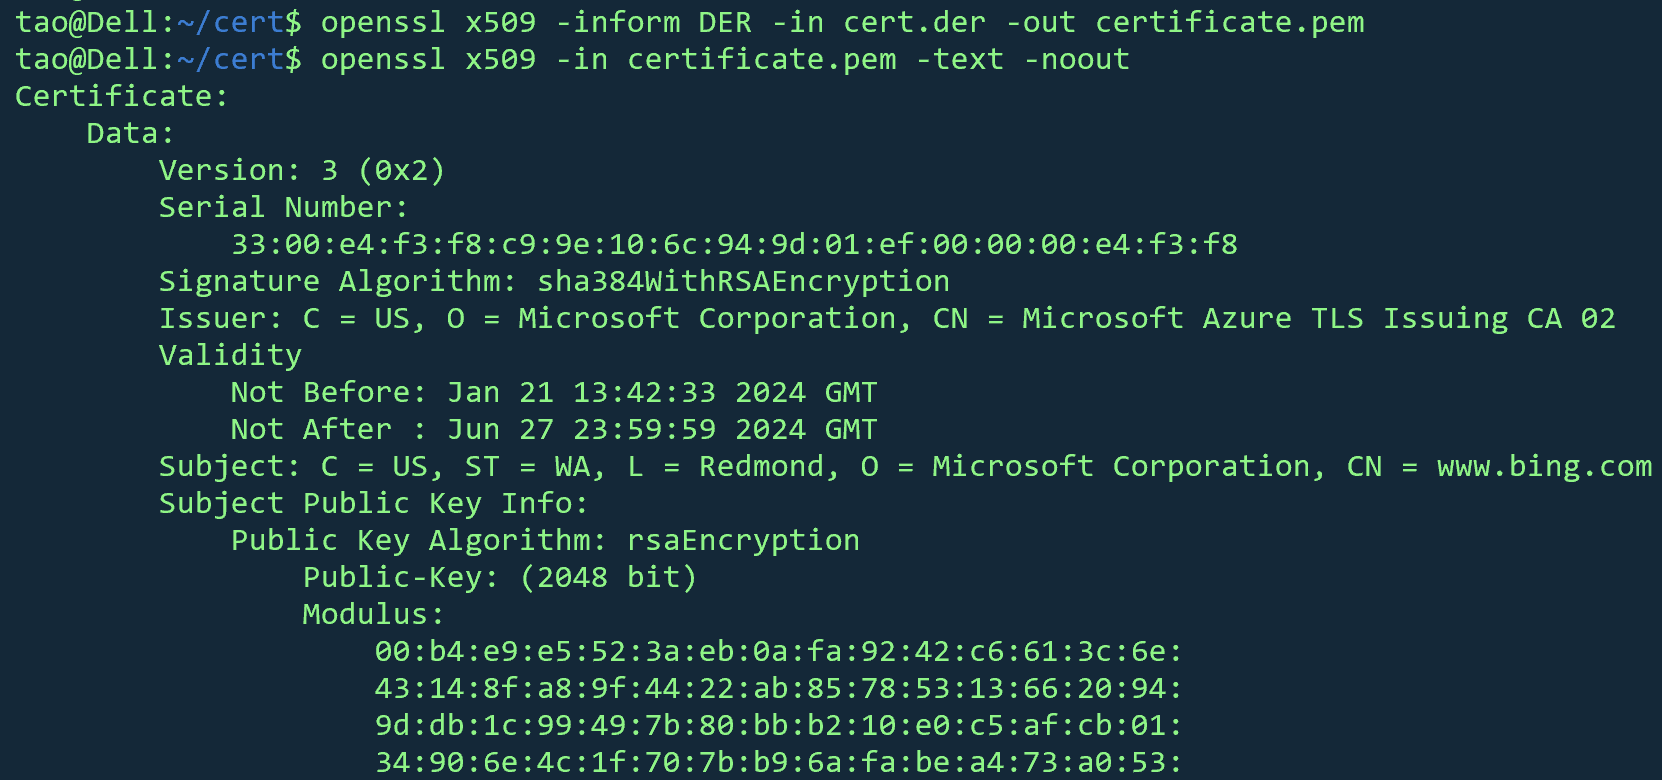 tao@Dell:~/cert$ openssl x509 -inform DER -in cert.der -out certificate.pem
tao@Dell:~/cert$ openssl x509 -in certificate.pem -text -noout
Certificate:
    Data:
        Version: 3 (0x2)
        Serial Number:
            33:00:e4:f3:f8:c9:9e:10:6c:94:9d:01:ef:00:00:00:e4:f3:f8
        Signature Algorithm: sha384WithRSAEncryption
        Issuer: C = US, O = Microsoft Corporation, CN = Microsoft Azure TLS Issuing CA 02
        Validity
            Not Before: Jan 21 13:42:33 2024 GMT
            Not After : Jun 27 23:59:59 2024 GMT
        Subject: C = US, ST = WA, L = Redmond, O = Microsoft Corporation, CN = www.bing.com
        Subject Public Key Info:
            Public Key Algorithm: rsaEncryption
                Public-Key: (2048 bit)
                Modulus:
                    00:b4:e9:e5:52:3a:eb:0a:fa:92:42:c6:61:3c:6e:
                    43:14:8f:a8:9f:44:22:ab:85:78:53:13:66:20:94:
                    9d:db:1c:99:49:7b:80:bb:b2:10:e0:c5:af:cb:01:
                    34:90:6e:4c:1f:70:7b:b9:6a:fa:be:a4:73:a0:53: